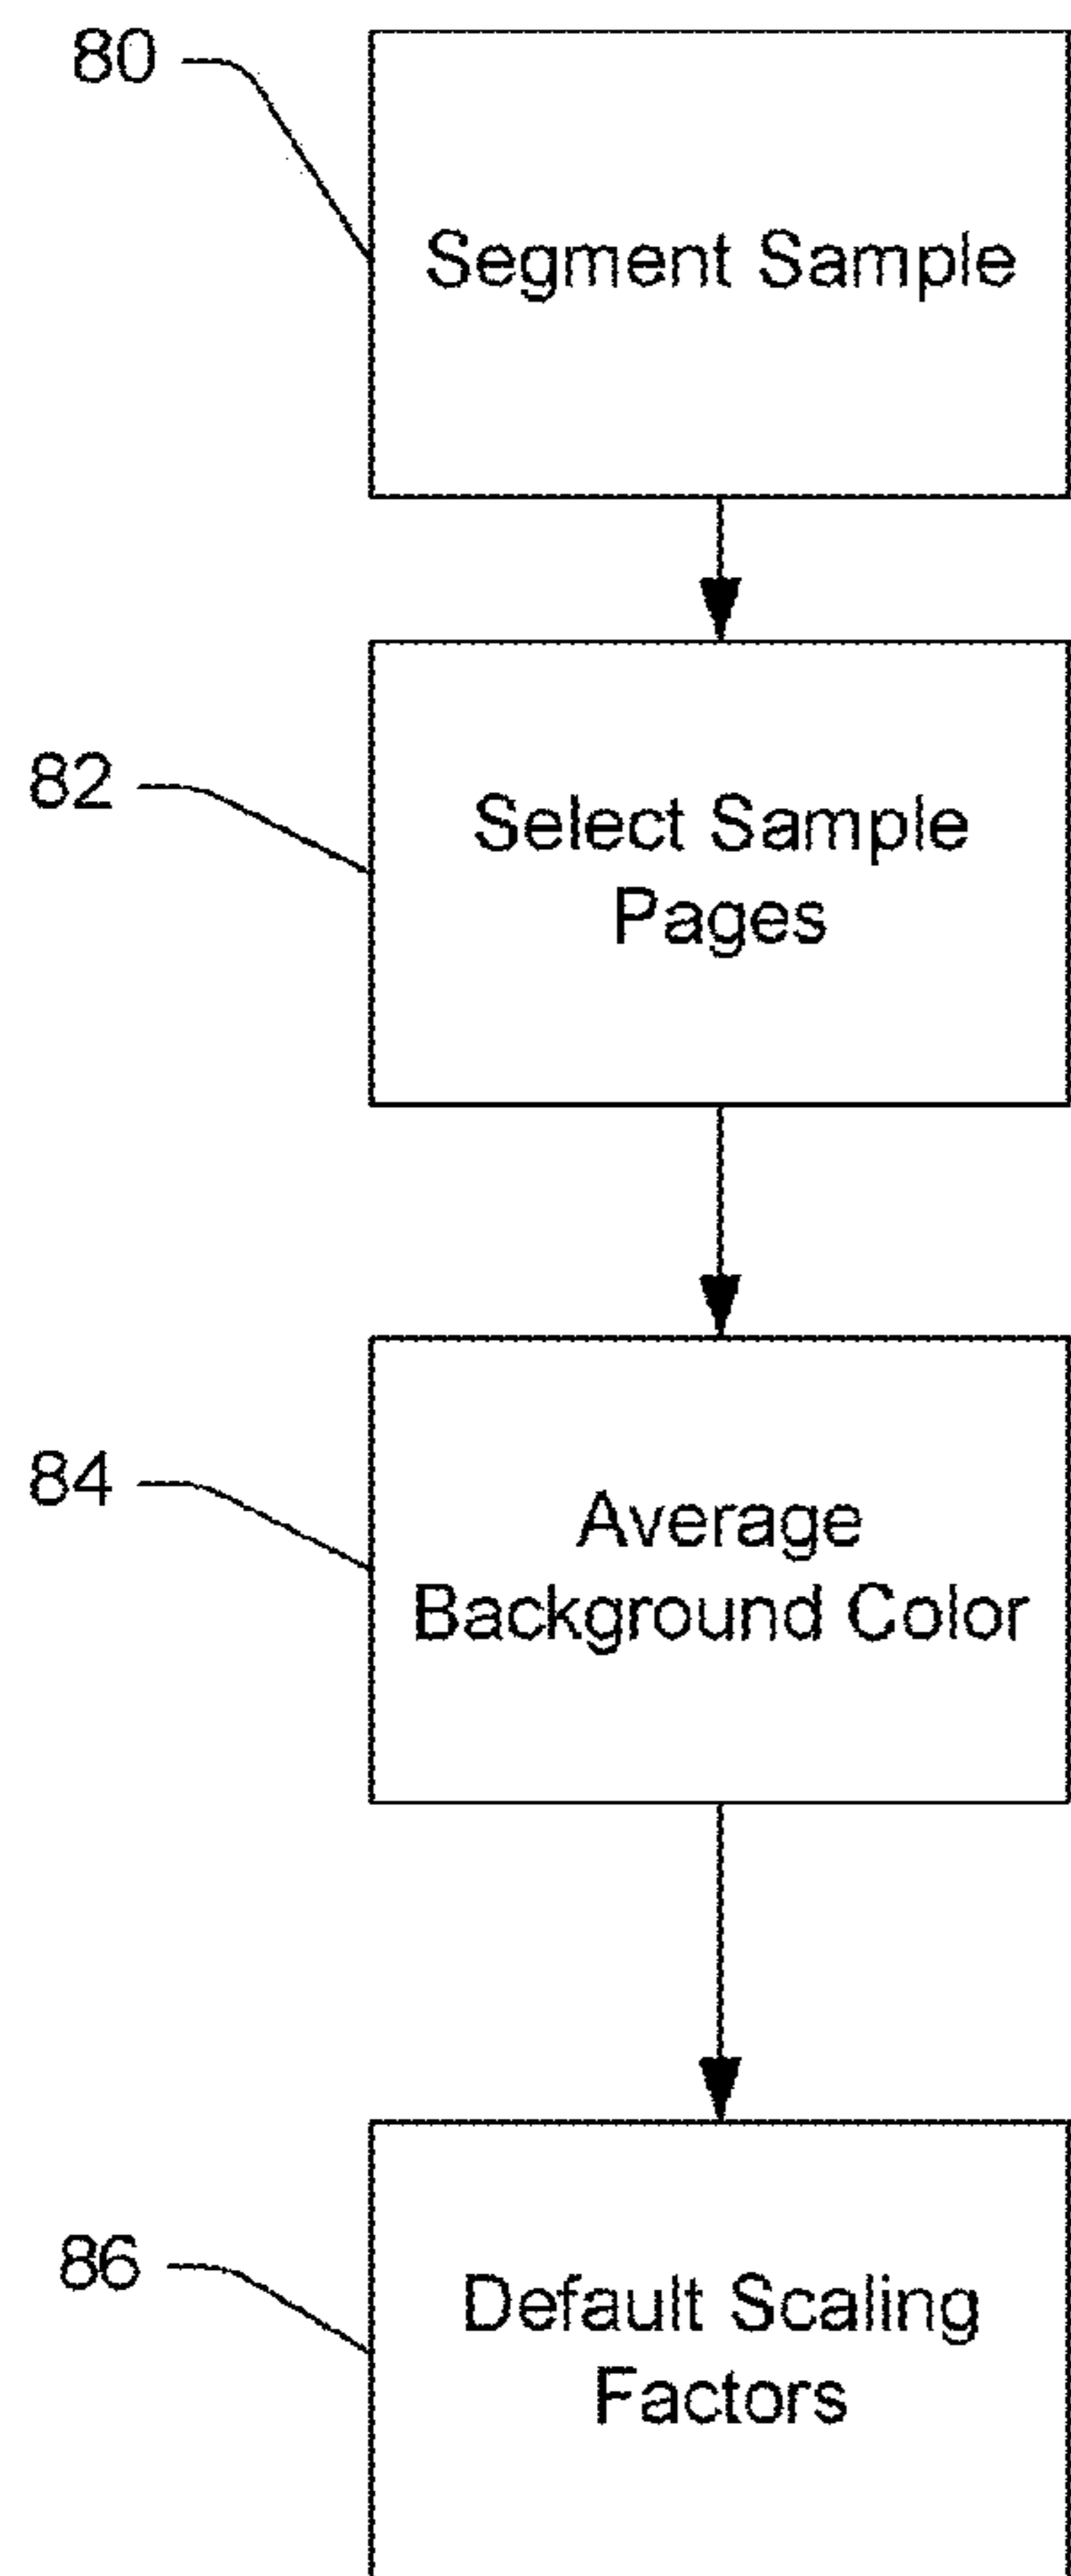 80
Segment Sample
82
Select Sample
Pages
84
Average
Background Color
86
Default Scaling
Factors